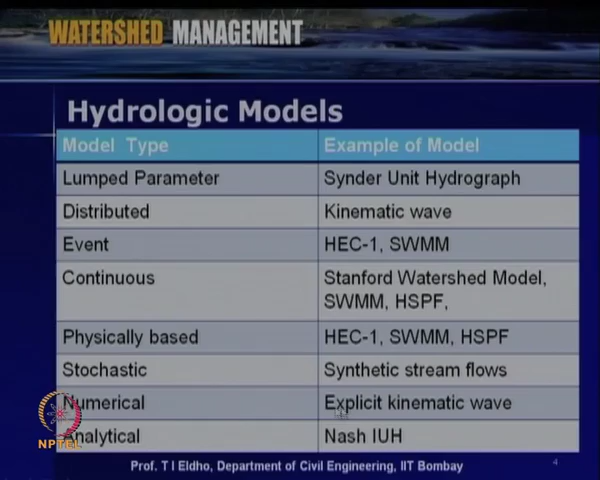 WATERSHED MANAGEMENT
Hydrologic Models
Model Type Example of Model
Lumped Parameter Synder Unit Hydrograph
Distributed Kinematic wave
Event HEC-1, SWMM
Continuous Stanford Watershed Model,
SWMM, HSPF,
Physically based HEC-1, SWMM, HSPF
Stochastic Synthetic stream flows
Numerical Explicit kinematic wave
Analytical Nash IUH
NPTEL
Prof. T I Eldho, Department of Civil Engineering, IIT Bombay 4